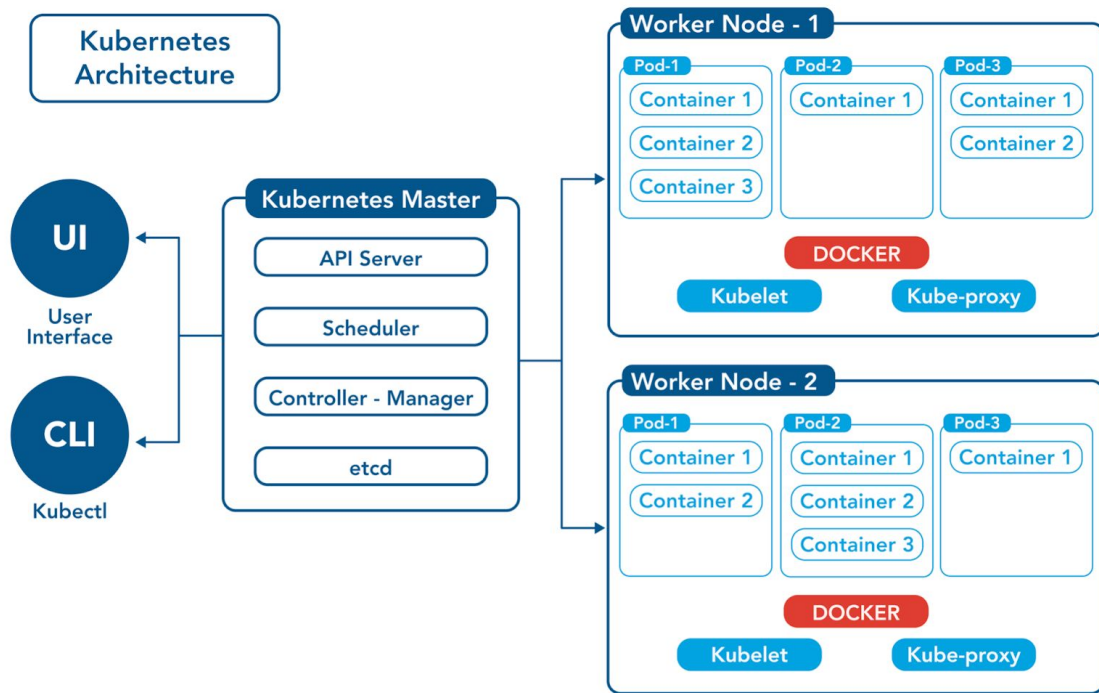 Kubernetes
Architecture
UI
User
Interface
CLI
Kubectl
Kubernetes Master
API Server
Scheduler
Controller - Manager
etcd
Worker Node - 1
Pod-1
Container 1
Container 2
Container 3
Pod-2
Container 1
Pod-3
Container 1
Container 2
DOCKER
Kubelet
Kube-proxy
Worker Node - 2
Pod-1
Container 1
Container 2
Pod-2
Container 1
Container 2
Container 3
Pod-3
Container 1
DOCKER
Kubelet
Kube-proxy